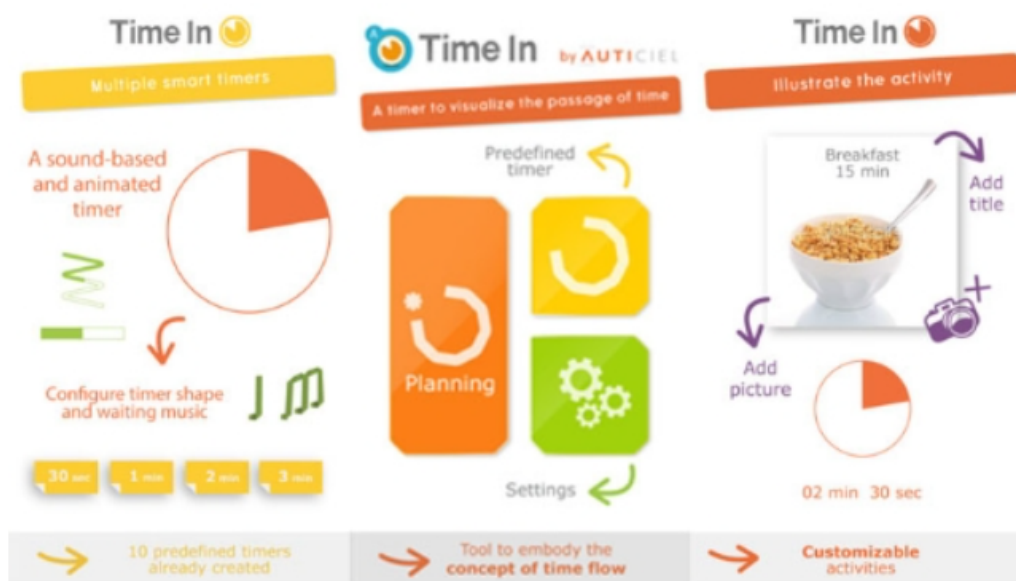 Time In
Multiple smart timers
A sound-based
and animated
timer
Configure timer shape
and waiting music
30 sec
1 min
2 min
3 min
10 predefined timers
already created
Time In
by AUTICIEL
A timer to visualize the passage of time
Predefined
timer
Planning
Settings
Tool to embody the
concept of time flow
Time In
Illustrate the activity
Breakfast
15 min
Add
title
Add
picture
02 min 30 sec
Customizable
activities